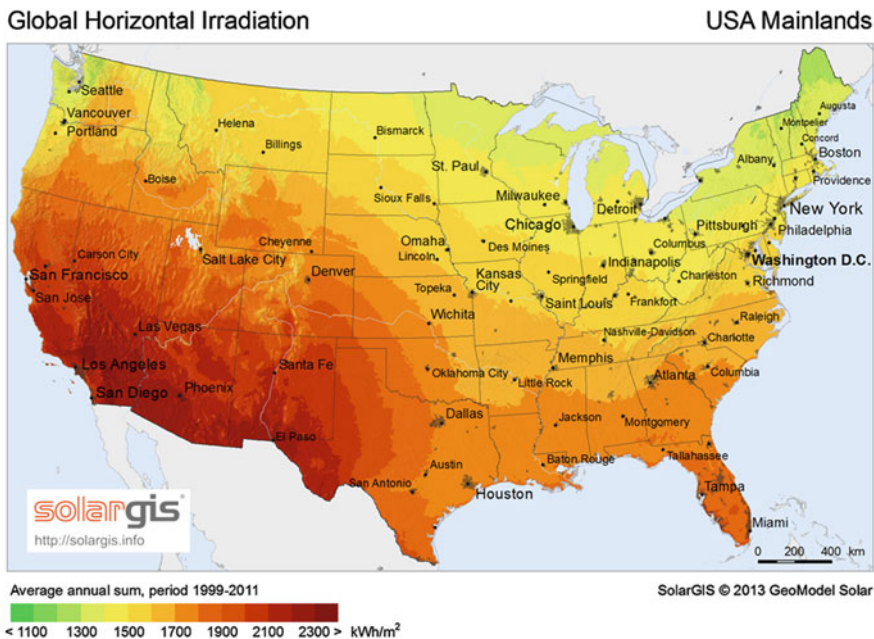 Global Horizontal Irradiation
USA Mainlands
Seattle
Vancouver
Portland
Helena
Billings
Bismarck
St. Paul
Augusta
Montpelier
Concord
Albany
Boston
Providence
Boise
Sioux Falls
Milwaukee
Detroit
New York
Chicago
Pittsburgh
Philadelphia
Carson City
Cheyenne
Omaha
Des Moines
Lincoln
Columbus
Salt Lake City
Indianapolis
Washington D.C.
San Francisco
Denver
Kansas
City
Springfield
Charleston
Richmond
San Jose
Topeka
Saint Louis
Frankfort
Wichita
Raleigh
Las Vegas
Nashville-Davidson
Charlotte
Los Angeles
Santa Fe
Memphis
Oklahoma City
Little Rock
Atlanta
Columbia
San Diego
Phoenix
Dallas
Jackson
Montgomery
El Paso
Austin
Baton Rouge
Tallahassee
San Antonio
Houston
Tampa
Miami
solargis
http://solargis.info
0 200 400 km
Average annual sum, period 1999-2011
SolarGIS © 2013 GeoModel Solar
< 1100 1300 1500 1700 1900 2100 2300 > kWh/m²